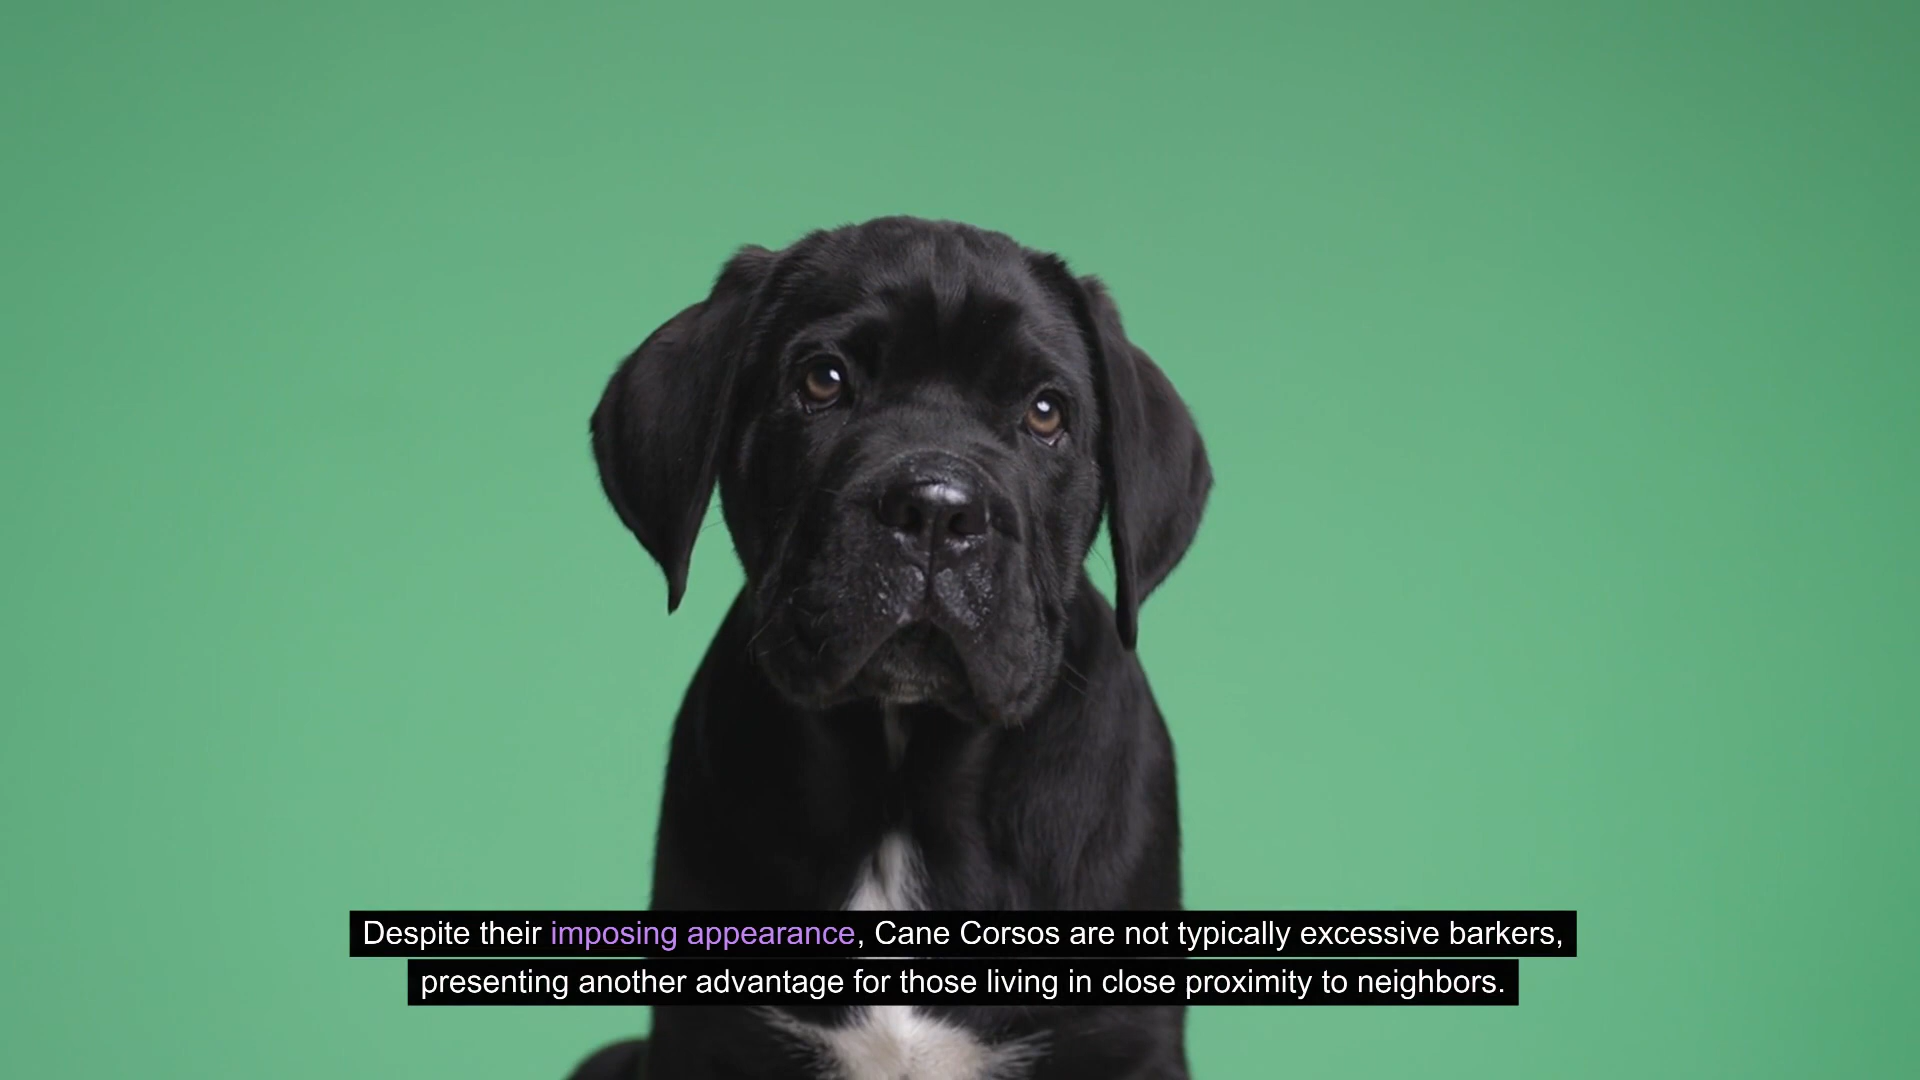 Despite their imposing appearance, Cane Corsos are not typically excessive barkers,
presenting another advantage for those living in close proximity to neighbors.